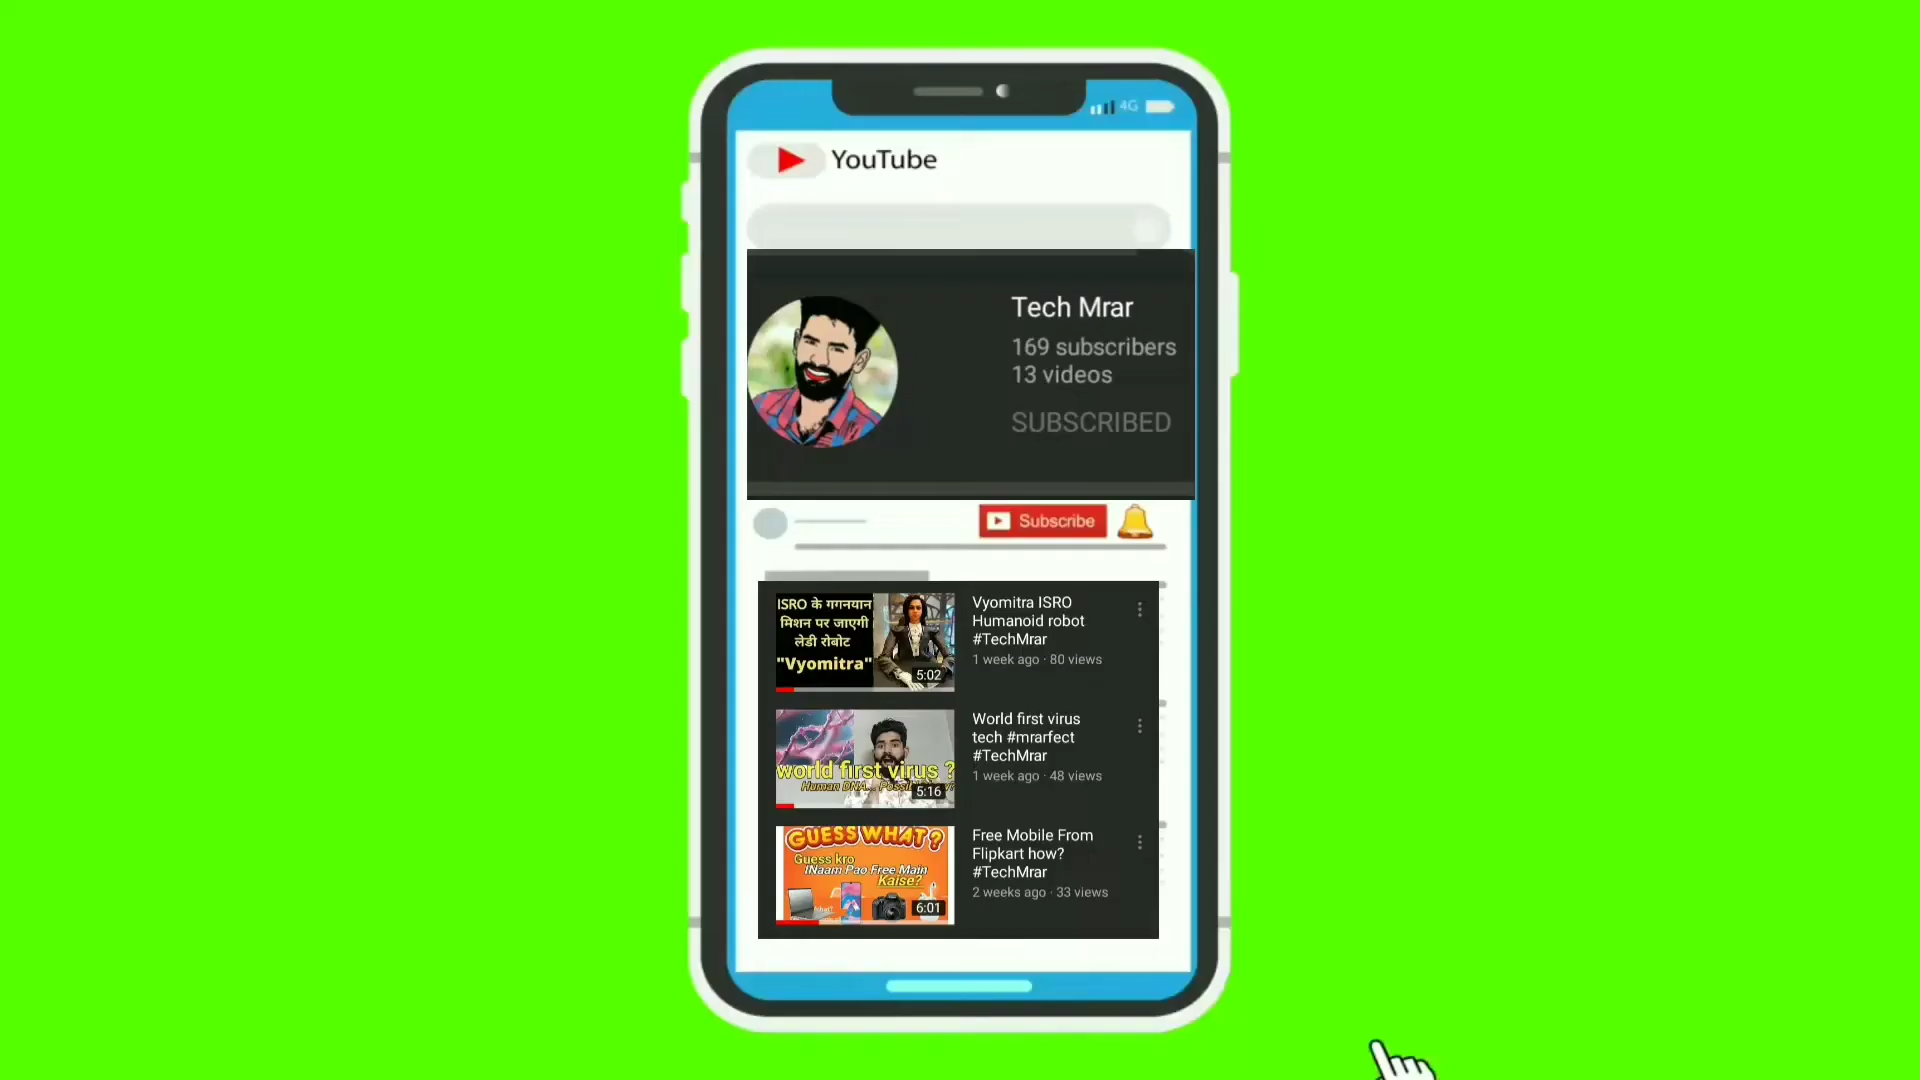 4G
YouTube
Tech Mrar
169 subscribers
13 videos
SUBSCRIBED
Subscribe
ISRO के गगनयान
मिशन पर जाएगी
लेडी रोबोट
"Vyomitra"
5:02
Vyomitra ISRO
Humanoid robot
#TechMrar
1 week ago · 80 views
world first virus ?
Human DNA...
5:16
World first virus
tech #mrarfect
#TechMrar
1 week ago · 48 views
GUESS WHAT?
Guess kro
INaam Pao Free Main
Kaise?
6:01
Free Mobile From
Flipkart how?
#TechMrar
2 weeks ago · 33 views